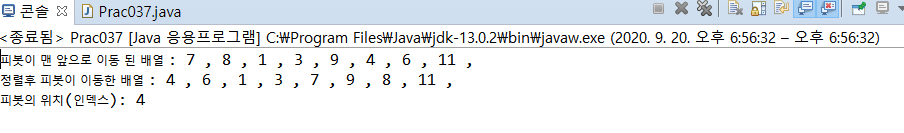 콘솔 Prac037.java
<종료됨> Prac037 [Java 응용프로그램] C:₩Program Files₩Java₩jdk-13.0.2₩bin₩javaw.exe (2020. 9. 20. 오후 6:56:32 – 오후 6:56:32)
피봇이 맨 앞으로 이동 된 배열 : 7 , 8 , 1 , 3 , 9 , 4 , 6 , 11 ,
정렬후 피봇이 이동한 배열 : 4 , 6 , 1 , 3 , 7 , 9 , 8 , 11 ,
피봇의 위치(인덱스): 4